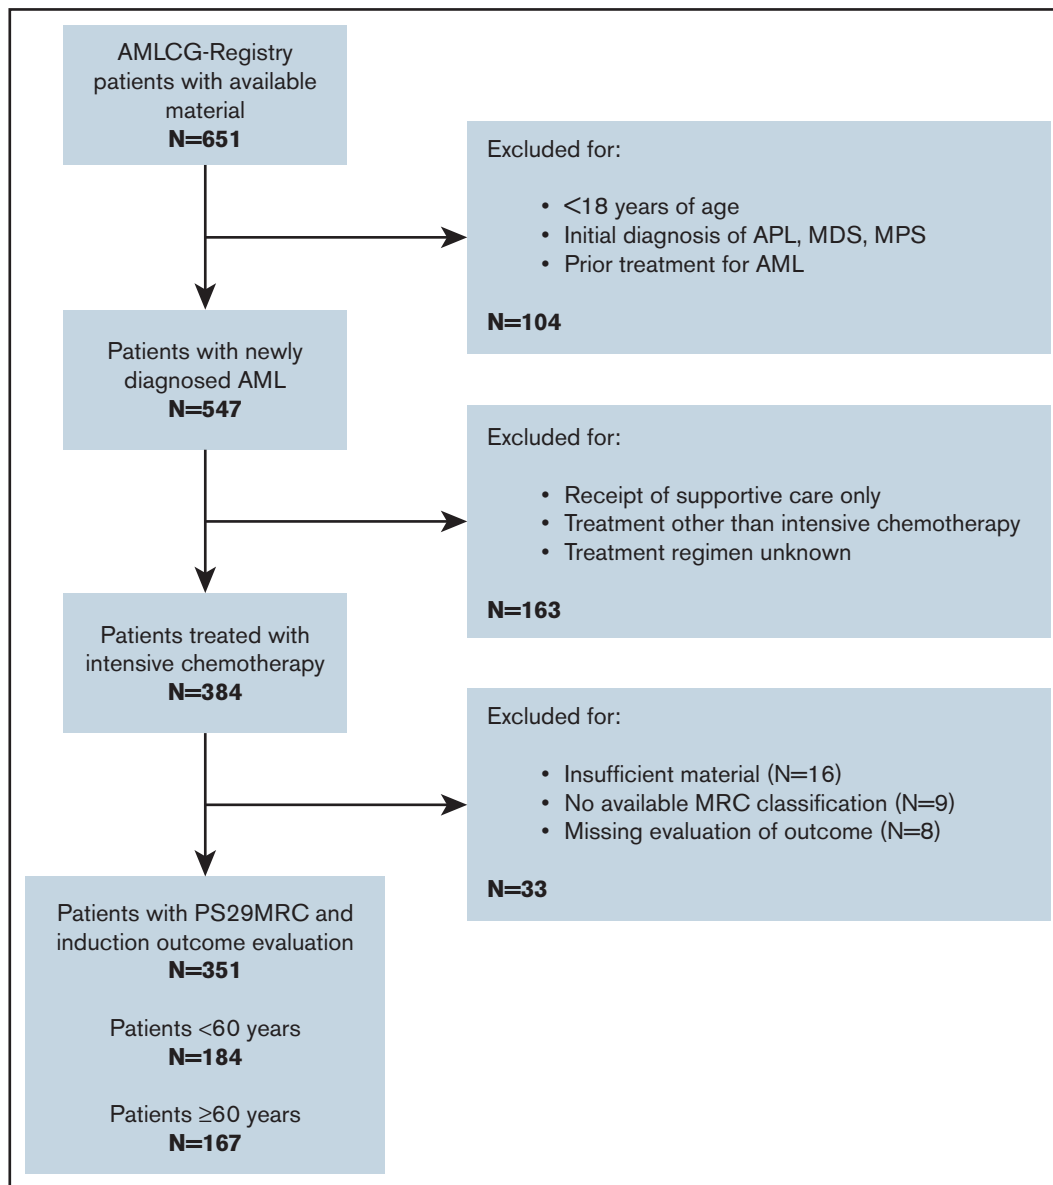 AMLCG-Registry
patients with available
material
N=651
Excluded for:
• <18 years of age
• Initial diagnosis of APL, MDS, MPS
• Prior treatment for AML
N=104
Patients with newly
diagnosed AML
N=547
Excluded for:
• Receipt of supportive care only
• Treatment other than intensive chemotherapy
• Treatment regimen unknown
N=163
Patients treated with
intensive chemotherapy
N=384
Excluded for:
• Insufficient material (N=16)
• No available MRC classification (N=9)
• Missing evaluation of outcome (N=8)
N=33
Patients with PS29MRC and
induction outcome evaluation
N=351
Patients <60 years
N=184
Patients ≥60 years
N=167